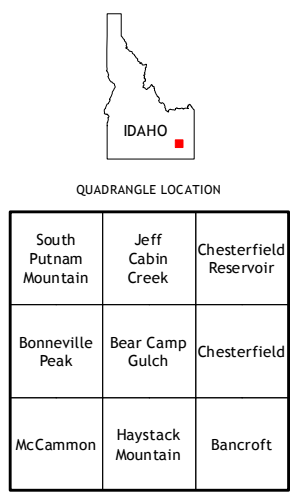 IDAHO
QUADRANGLE LOCATION
South
Putnam
Mountain
Jeff
Cabin
Creek
Chesterfield
Reservoir
Bonneville
Peak
Bear Camp
Gulch
Chesterfield
McCammon
Haystack
Mountain
Bancroft